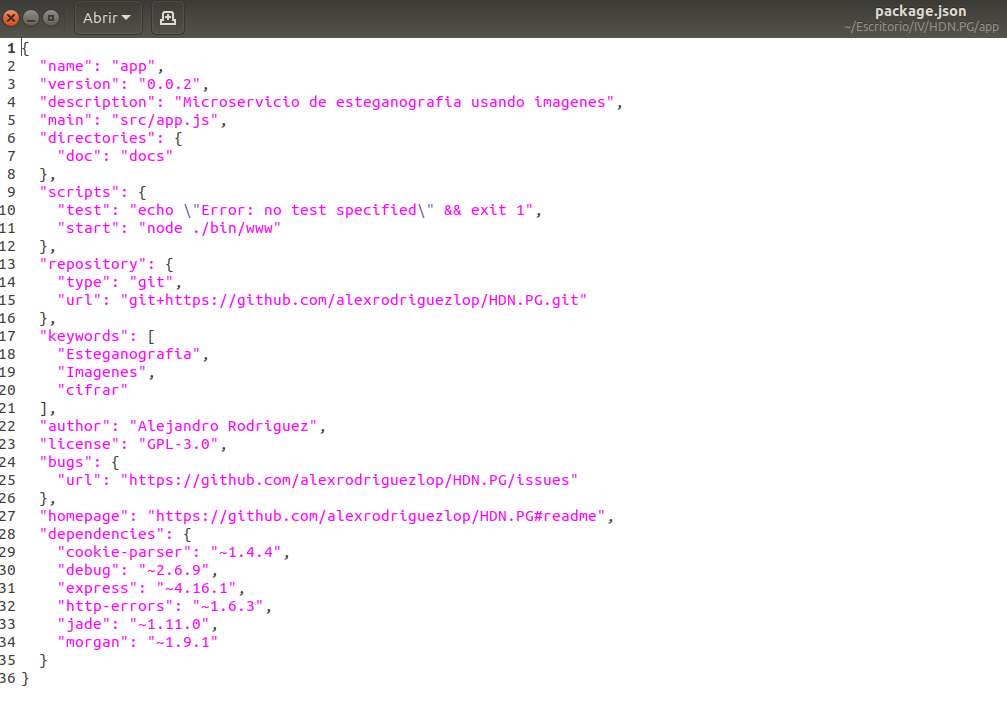 Abrir
package.json
~/Escritorio/IV/HDN.PG/app
1 {
2   "name": "app",
3   "version": "0.0.2",
4   "description": "Microservicio de esteganografia usando imagenes",
5   "main": "src/app.js",
6   "directories": {
7     "doc": "docs"
8   },
9   "scripts": {
10     "test": "echo \"Error: no test specified\" && exit 1",
11     "start": "node ./bin/www"
12   },
13   "repository": {
14     "type": "git",
15     "url": "git+https://github.com/alexrodriguezlop/HDN.PG.git"
16   },
17   "keywords": [
18     "Esteganografia",
19     "Imagenes",
20     "cifrar"
21   ],
22   "author": "Alejandro Rodriguez",
23   "license": "GPL-3.0",
24   "bugs": {
25     "url": "https://github.com/alexrodriguezlop/HDN.PG/issues"
26   },
27   "homepage": "https://github.com/alexrodriguezlop/HDN.PG#readme",
28   "dependencies": {
29     "cookie-parser": "~1.4.4",
30     "debug": "~2.6.9",
31     "express": "~4.16.1",
32     "http-errors": "~1.6.3",
33     "jade": "~1.11.0",
34     "morgan": "~1.9.1"
35   }
36 }